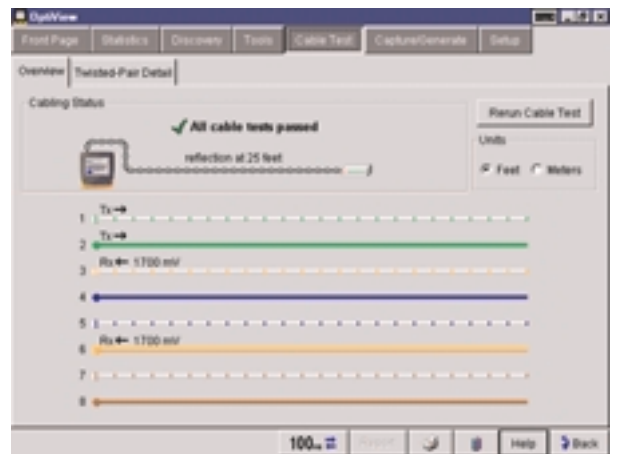 OptiView
Front Page Statistics Discovery Tools Cable Test Capture/Generate Setup
Overview Twisted-Pair Detail
Cabling Status
All cable tests passed
reflection at 25 feet
Rerun Cable Test
Units
Feet Meters
1 Tx
2 Tx
3 Rx 1700 mV
4
5
6 Rx 1700 mV
7
8
100 Report Help Back